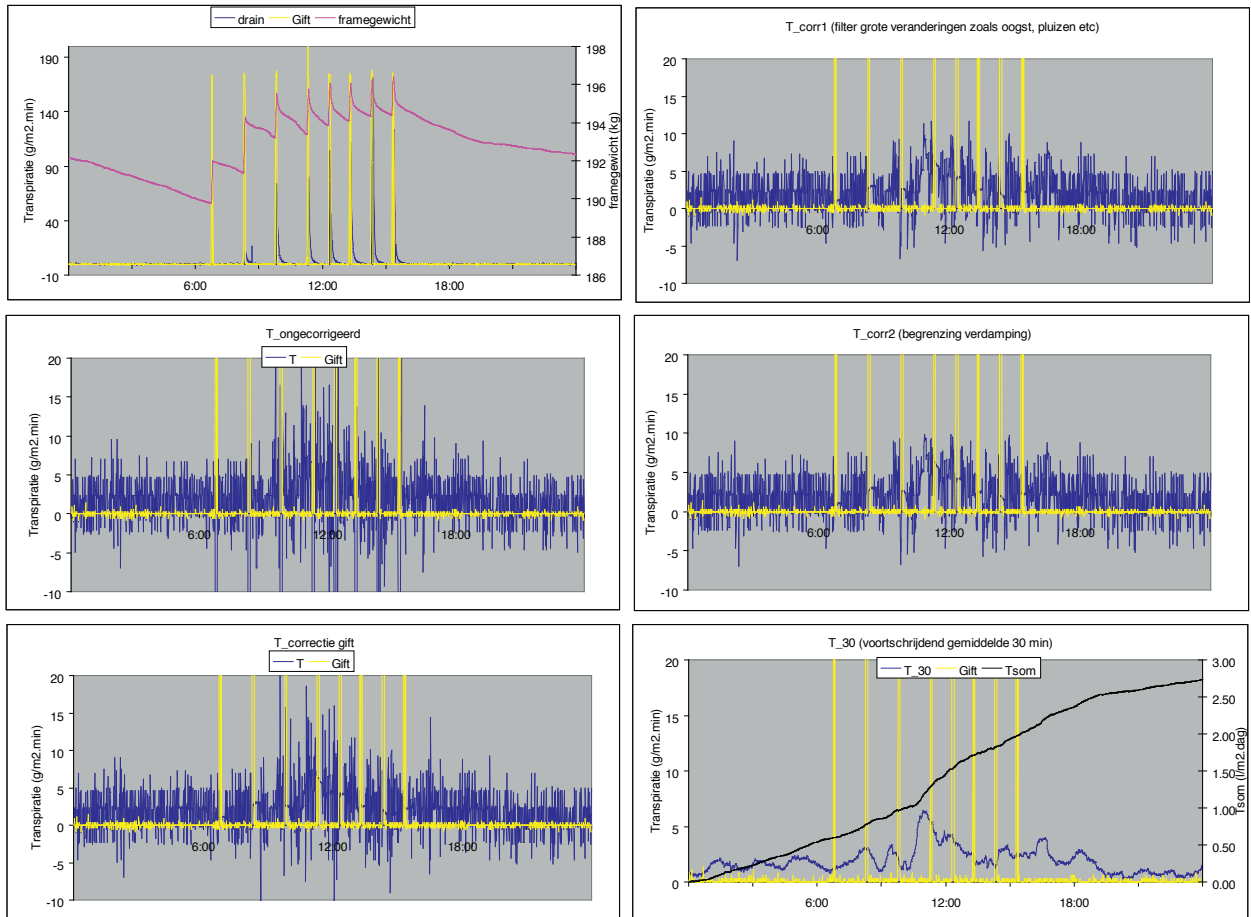 drain Gift framegewicht
Transpiratie (g/m2.min)
190
140
90
40
-10
198
196
194
192
190
188
186
framegewicht (kg)
6:00 12:00 18:00
T_corr1 (filter grote veranderingen zoals oogst, pluizen etc)
Transpiratie (g/m2.min)
20
15
10
5
0
-5
-10
6:00 12:00 18:00
T_ongecorrigeerd
T Gift
Transpiratie (g/m2.min)
20
15
10
5
0
-5
-10
6:00 12:00 18:00
T_corr2 (begrenzing verdamping)
Transpiratie (g/m2.min)
20
15
10
5
0
-5
-10
6:00 12:00 18:00
T_correctie gift
T Gift
Transpiratie (g/m2.min)
20
15
10
5
0
-5
-10
6:00 12:00 18:00
T_30 (voortschrijdend gemiddelde 30 min)
T_30 Gift Tsom
Transpiratie (g/m2.min)
20
15
10
5
0
3.00
2.50
2.00
1.50
1.00
0.50
0.00
Tsom (l/m2.dag)
6:00 12:00 18:00